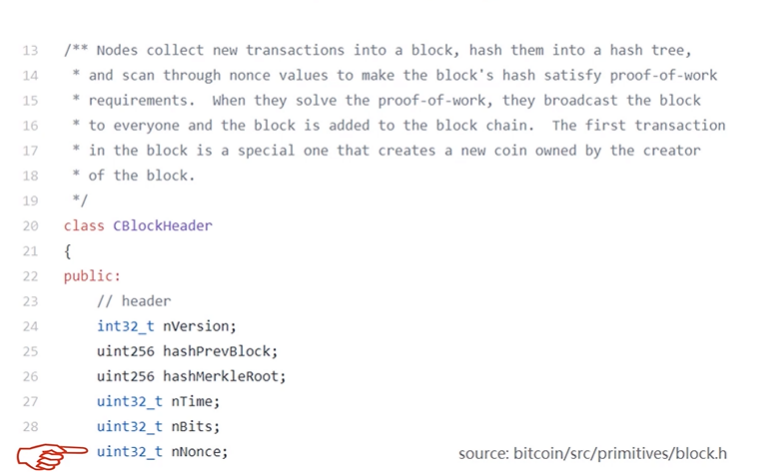 13 /** Nodes collect new transactions into a block, hash them into a hash tree,
14 * and scan through nonce values to make the block's hash satisfy proof-of-work
15 * requirements.  When they solve the proof-of-work, they broadcast the block
16 * to everyone and the block is added to the block chain.  The first transaction
17 * in the block is a special one that creates a new coin owned by the creator
18 * of the block.
19 */
20 class CBlockHeader
21 {
22 public:
23 // header
24 int32_t nVersion;
25 uint256 hashPrevBlock;
26 uint256 hashMerkleRoot;
27 uint32_t nTime;
28 uint32_t nBits;
uint32_t nNonce;
source: bitcoin/src/primitives/block.h